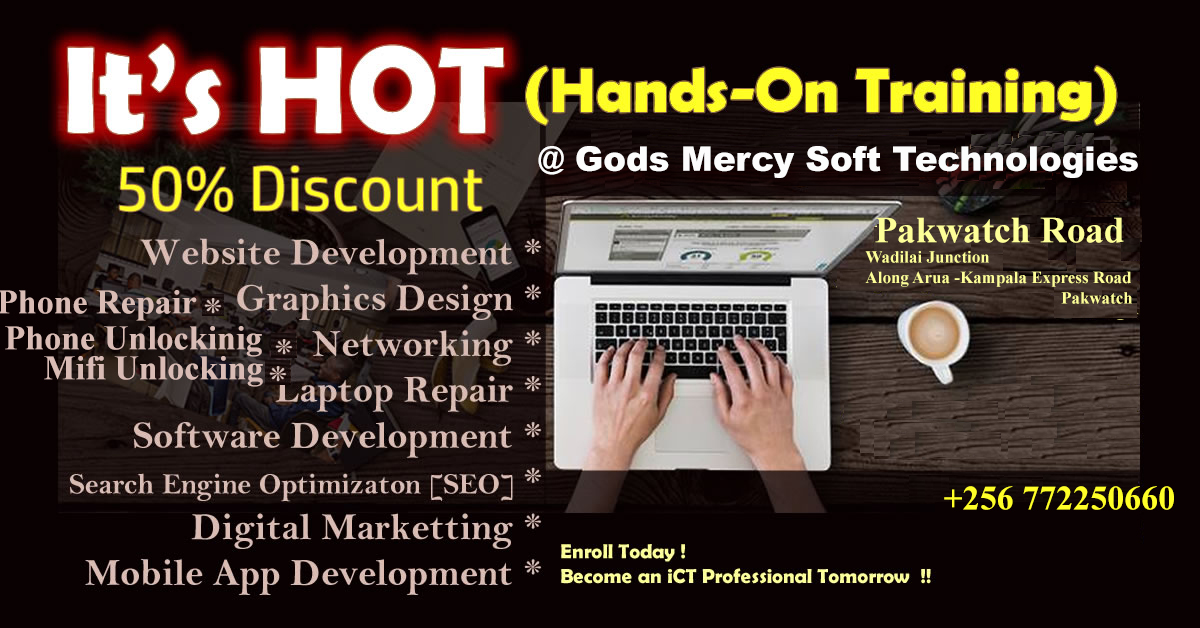 It's HOT (Hands-On Training)
@ Gods Mercy Soft Technologies
50% Discount
Website Development *
Graphics Design *
Phone Repair *
Networking *
Phone Unlockinig *
Mifi Unlocking *
Laptop Repair *
Software Development *
Search Engine Optimizaton [SEO] *
Digital Marketting *
Mobile App Development *
Pakwatch Road
Wadilai Junction
Along Arua -Kampala Express Road
Pakwatch
+256 772250660
Enroll Today !
Become an iCT Professional Tomorrow !!